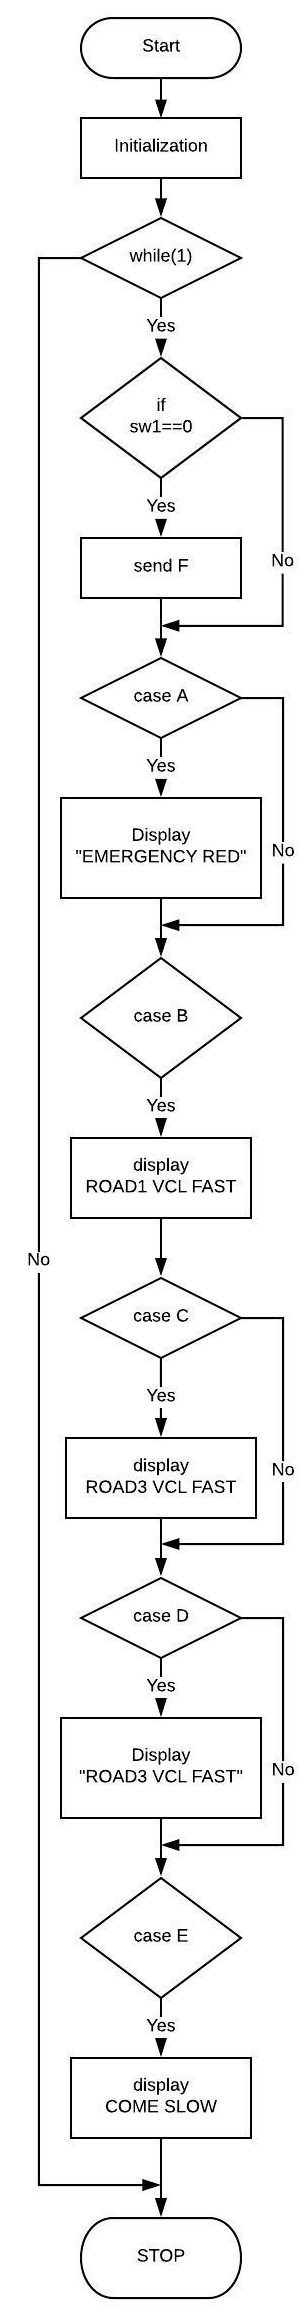 Start
Initialization
while(1)
Yes
if
sw1==0
Yes
send F
No
case A
Yes
Display
"EMERGENCY RED"
No
case B
Yes
display
ROAD1 VCL FAST
No
case C
Yes
display
ROAD3 VCL FAST
No
case D
Yes
Display
"ROAD3 VCL FAST"
No
case E
Yes
display
COME SLOW
STOP